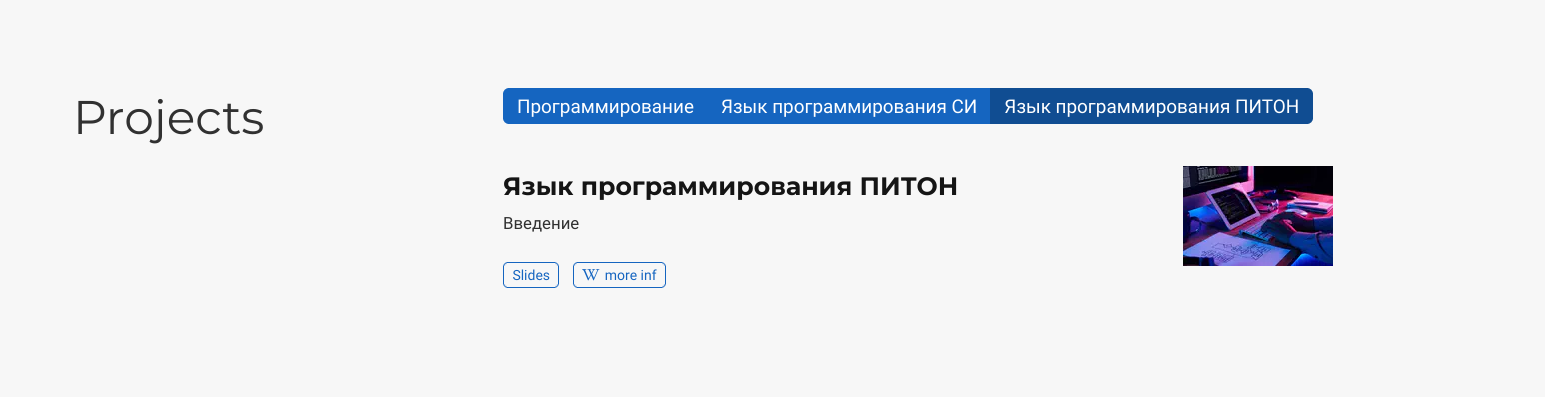 Projects
Программирование Язык программирования СИ Язык программирования ПИТОН
Язык программирования ПИТОН
Введение
Slides W more inf